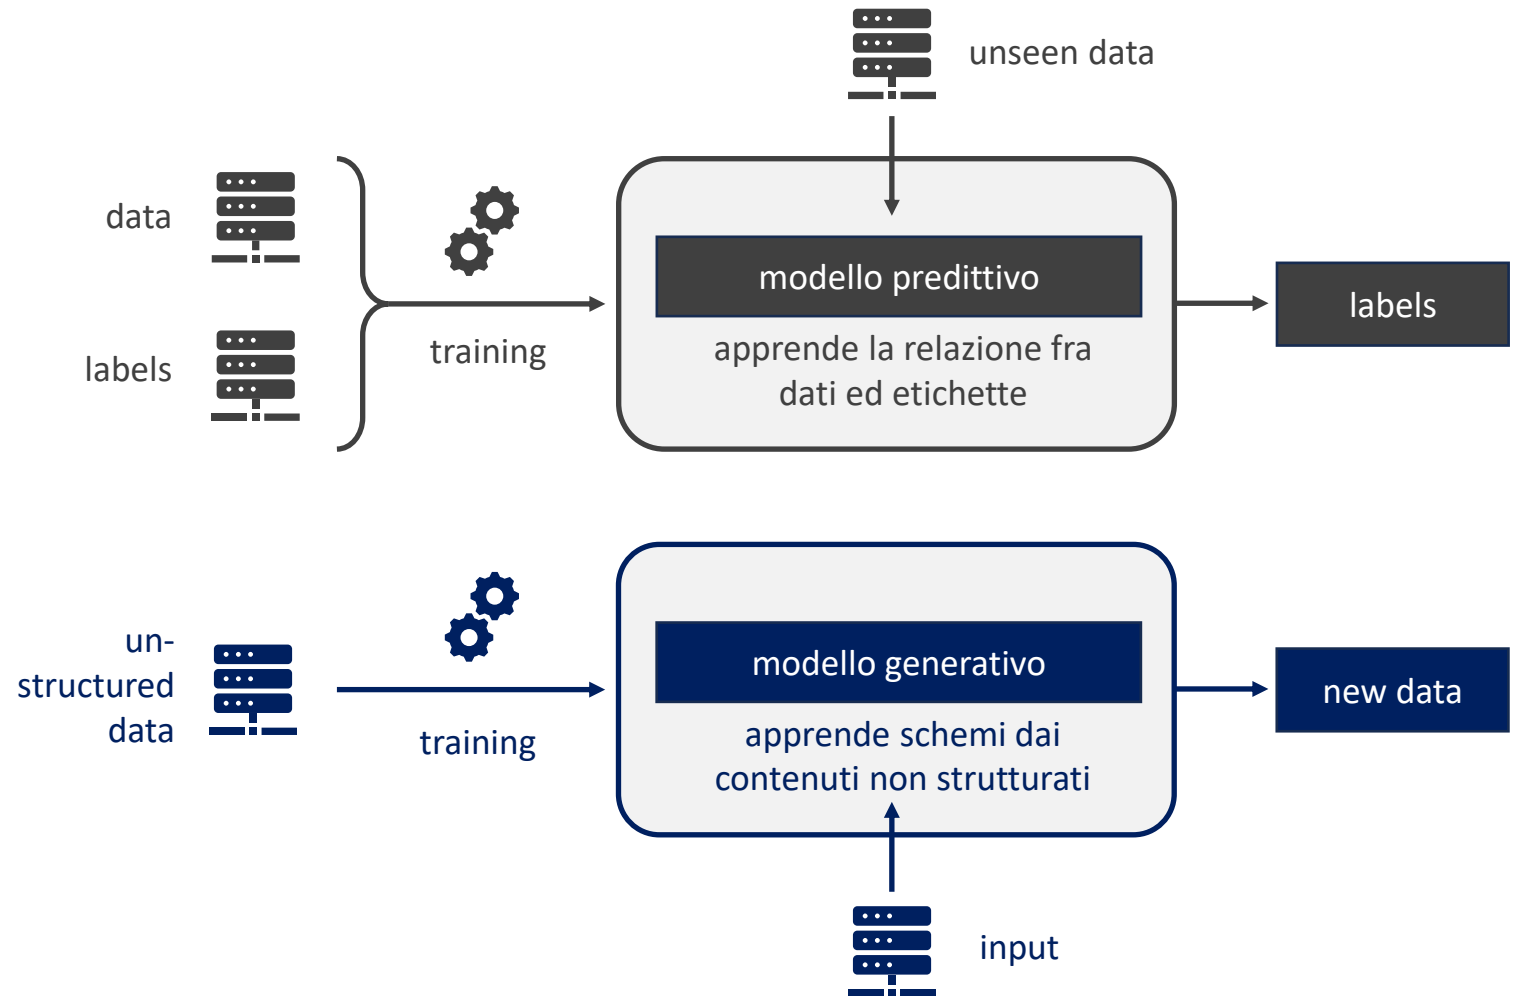 unseen data
data
labels
training
modello predittivo
apprende la relazione fra
dati ed etichette
labels
un-
structured
data
training
modello generativo
apprende schemi dai
contenuti non strutturati
new data
input